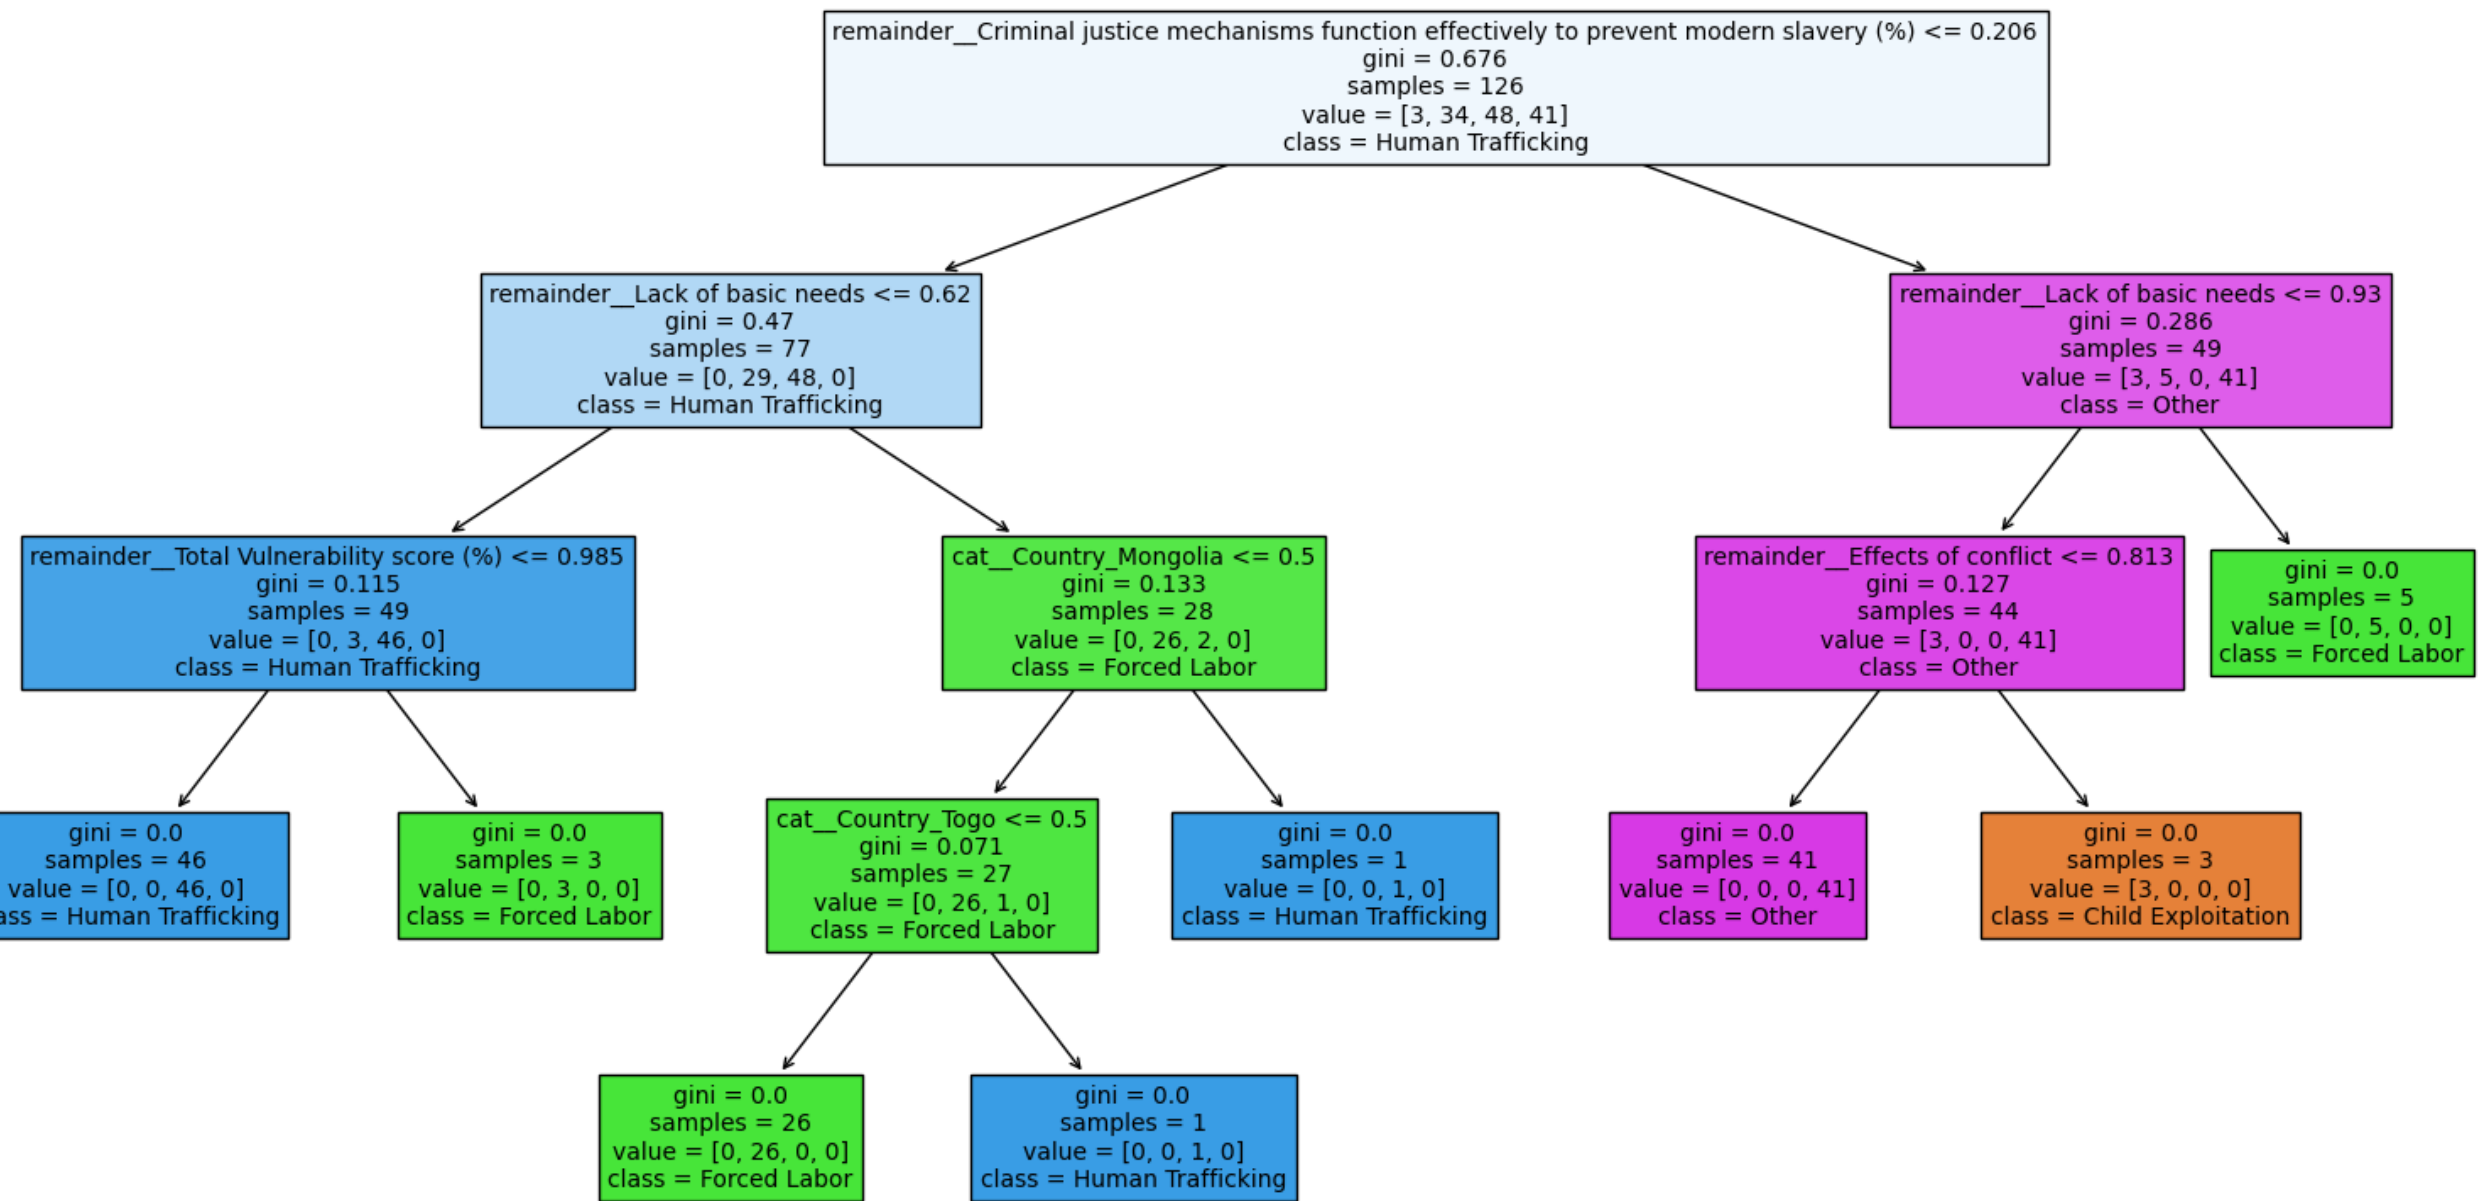 remainder__Criminal justice mechanisms function effectively to prevent modern slavery (%) <= 0.206
gini = 0.676
samples = 126
value = [3, 34, 48, 41]
class = Human Trafficking
remainder__Lack of basic needs <= 0.62
gini = 0.47
samples = 77
value = [0, 29, 48, 0]
class = Human Trafficking
remainder__Lack of basic needs <= 0.93
gini = 0.286
samples = 49
value = [3, 5, 0, 41]
class = Other
remainder__Total Vulnerability score (%) <= 0.985
gini = 0.115
samples = 49
value = [0, 3, 46, 0]
class = Human Trafficking
cat__Country_Mongolia <= 0.5
gini = 0.133
samples = 28
value = [0, 26, 2, 0]
class = Forced Labor
remainder__Effects of conflict <= 0.813
gini = 0.127
samples = 44
value = [3, 0, 0, 41]
class = Other
gini = 0.0
samples = 5
value = [0, 5, 0, 0]
class = Forced Labor
gini = 0.0
samples = 46
value = [0, 0, 46, 0]
ass = Human Trafficking
gini = 0.0
samples = 3
value = [0, 3, 0, 0]
class = Forced Labor
cat__Country_Togo <= 0.5
gini = 0.071
samples = 27
value = [0, 26, 1, 0]
class = Forced Labor
gini = 0.0
samples = 1
value = [0, 0, 1, 0]
class = Human Trafficking
gini = 0.0
samples = 41
value = [0, 0, 0, 41]
class = Other
gini = 0.0
samples = 3
value = [3, 0, 0, 0]
class = Child Exploitation
gini = 0.0
samples = 26
value = [0, 26, 0, 0]
class = Forced Labor
gini = 0.0
samples = 1
value = [0, 0, 1, 0]
class = Human Trafficking